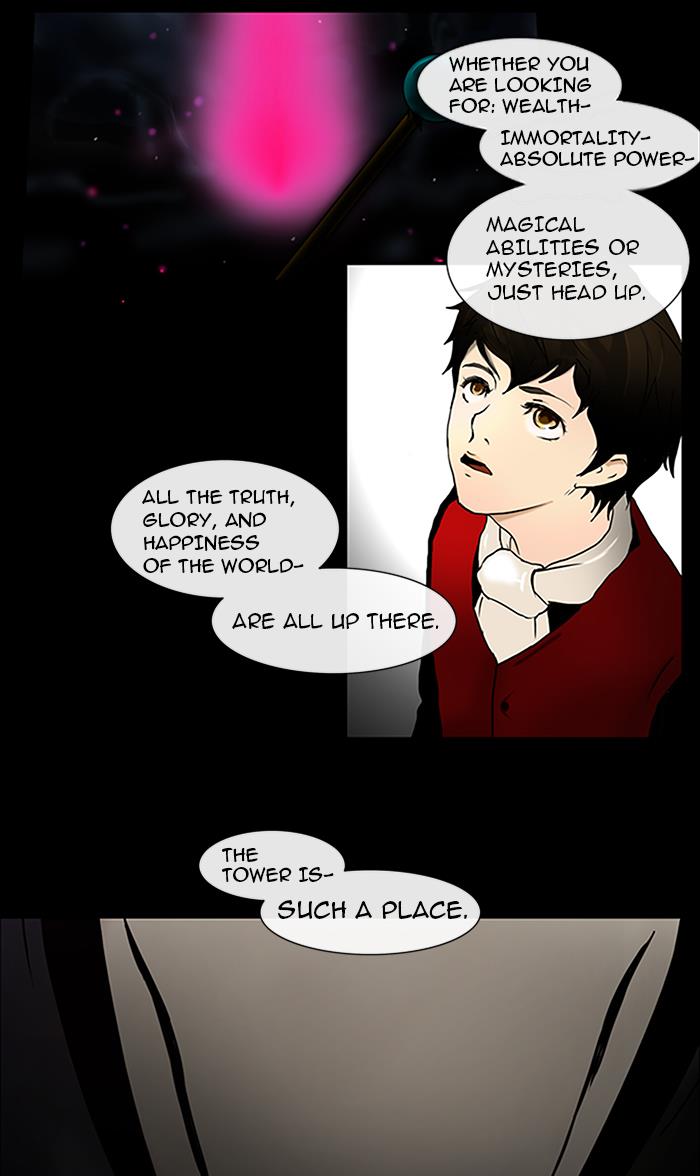 WHETHER YOU
ARE LOOKING
FOR: WEALTH-
IMMORTALITY-
ABSOLUTE POWER-
MAGICAL
ABILITIES OR
MYSTERIES,
JUST HEAD UP.
ALL THE TRUTH,
GLORY, AND
HAPPINESS
OF THE WORLD-
ARE ALL UP THERE.
THE
TOWER IS-
SUCH A PLACE.